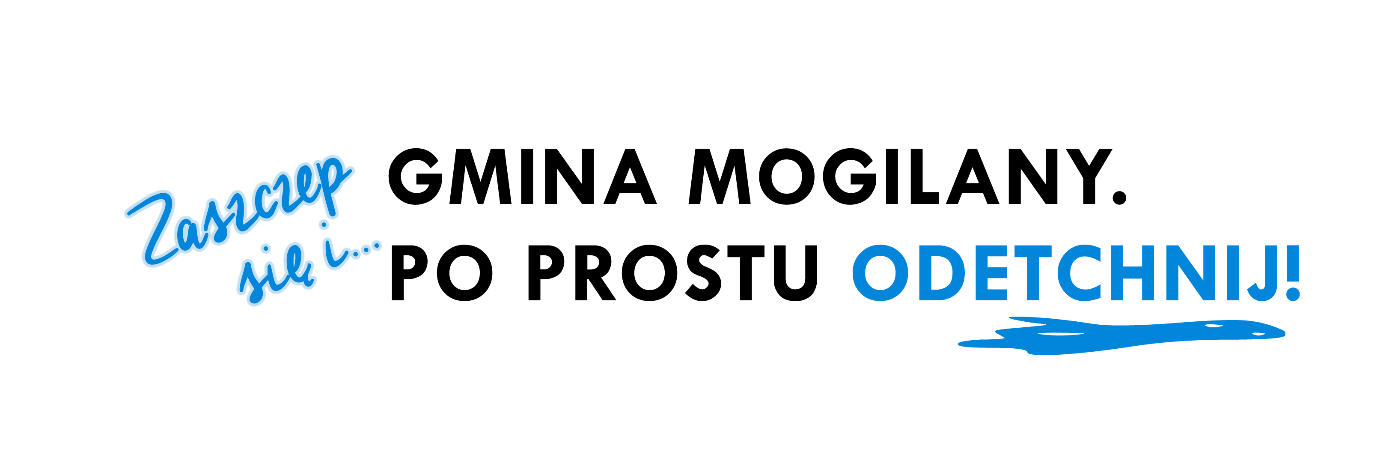 Zaszczep
się i...
GMINA MOGILANY.
PO PROSTU ODETCHNIJ!